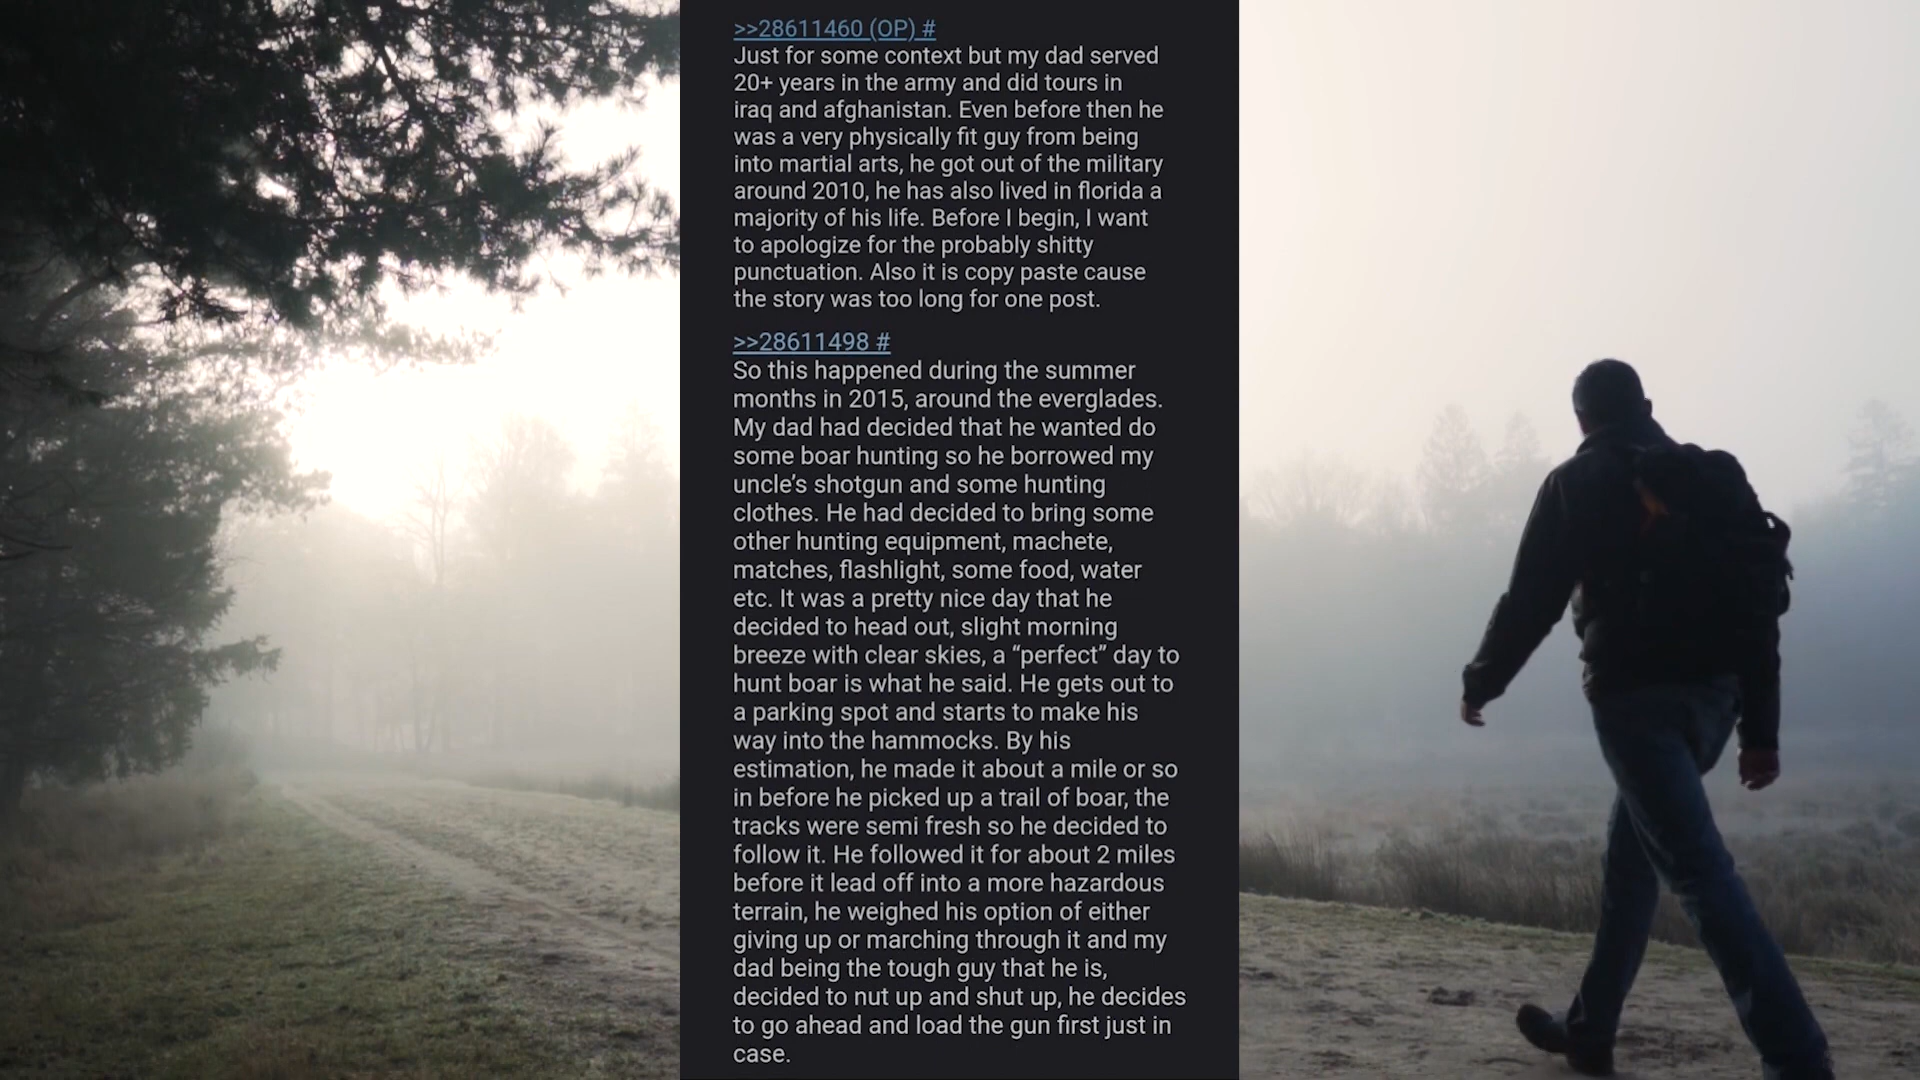 >>28611460 (OP) #
Just for some context but my dad served
20+ years in the army and did tours in
iraq and afghanistan. Even before then he
was a very physically fit guy from being
into martial arts, he got out of the military
around 2010, he has also lived in florida a
majority of his life. Before I begin, I want
to apologize for the probably shitty
punctuation. Also it is copy paste cause
the story was too long for one post.
>>28611498 #
So this happened during the summer
months in 2015, around the everglades.
My dad had decided that he wanted do
some boar hunting so he borrowed my
uncle’s shotgun and some hunting
clothes. He had decided to bring some
other hunting equipment, machete,
matches, flashlight, some food, water
etc. It was a pretty nice day that he
decided to head out, slight morning
breeze with clear skies, a “perfect” day to
hunt boar is what he said. He gets out to
a parking spot and starts to make his
way into the hammocks. By his
estimation, he made it about a mile or so
in before he picked up a trail of boar, the
tracks were semi fresh so he decided to
follow it. He followed it for about 2 miles
before it lead off into a more hazardous
terrain, he weighed his option of either
giving up or marching through it and my
dad being the tough guy that he is,
decided to nut up and shut up, he decides
to go ahead and load the gun first just in
case.